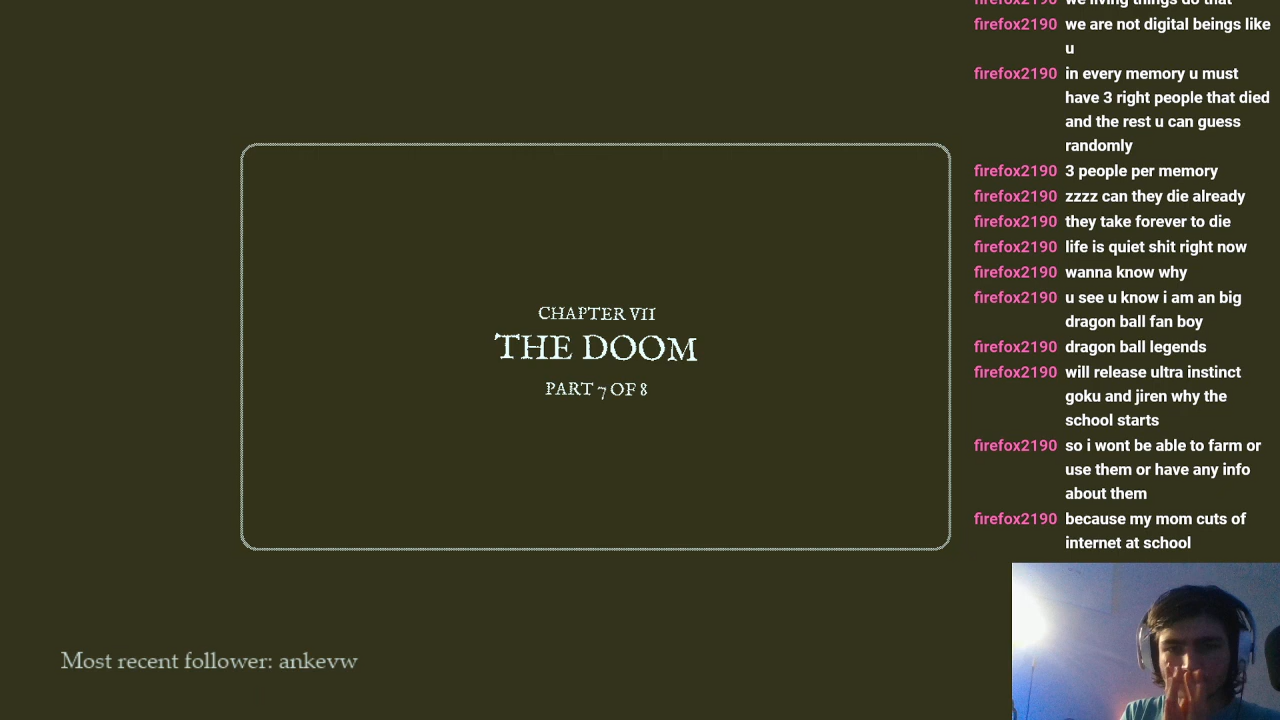 CHAPTER VII
THE DOOM
PART 7 OF 8
Most recent follower: ankevw
firefox2190 we living things do that
firefox2190 we are not digital beings like
u
firefox2190 in every memory u must
have 3 right people that died
and the rest u can guess
randomly
firefox2190 3 people per memory
firefox2190 zzzz can they die already
firefox2190 they take forever to die
firefox2190 life is quiet shit right now
firefox2190 wanna know why
firefox2190 u see u know i am an big
dragon ball fan boy
firefox2190 dragon ball legends
firefox2190 will release ultra instinct
goku and jiren why the
school starts
firefox2190 so i wont be able to farm or
use them or have any info
about them
firefox2190 because my mom cuts of
internet at school